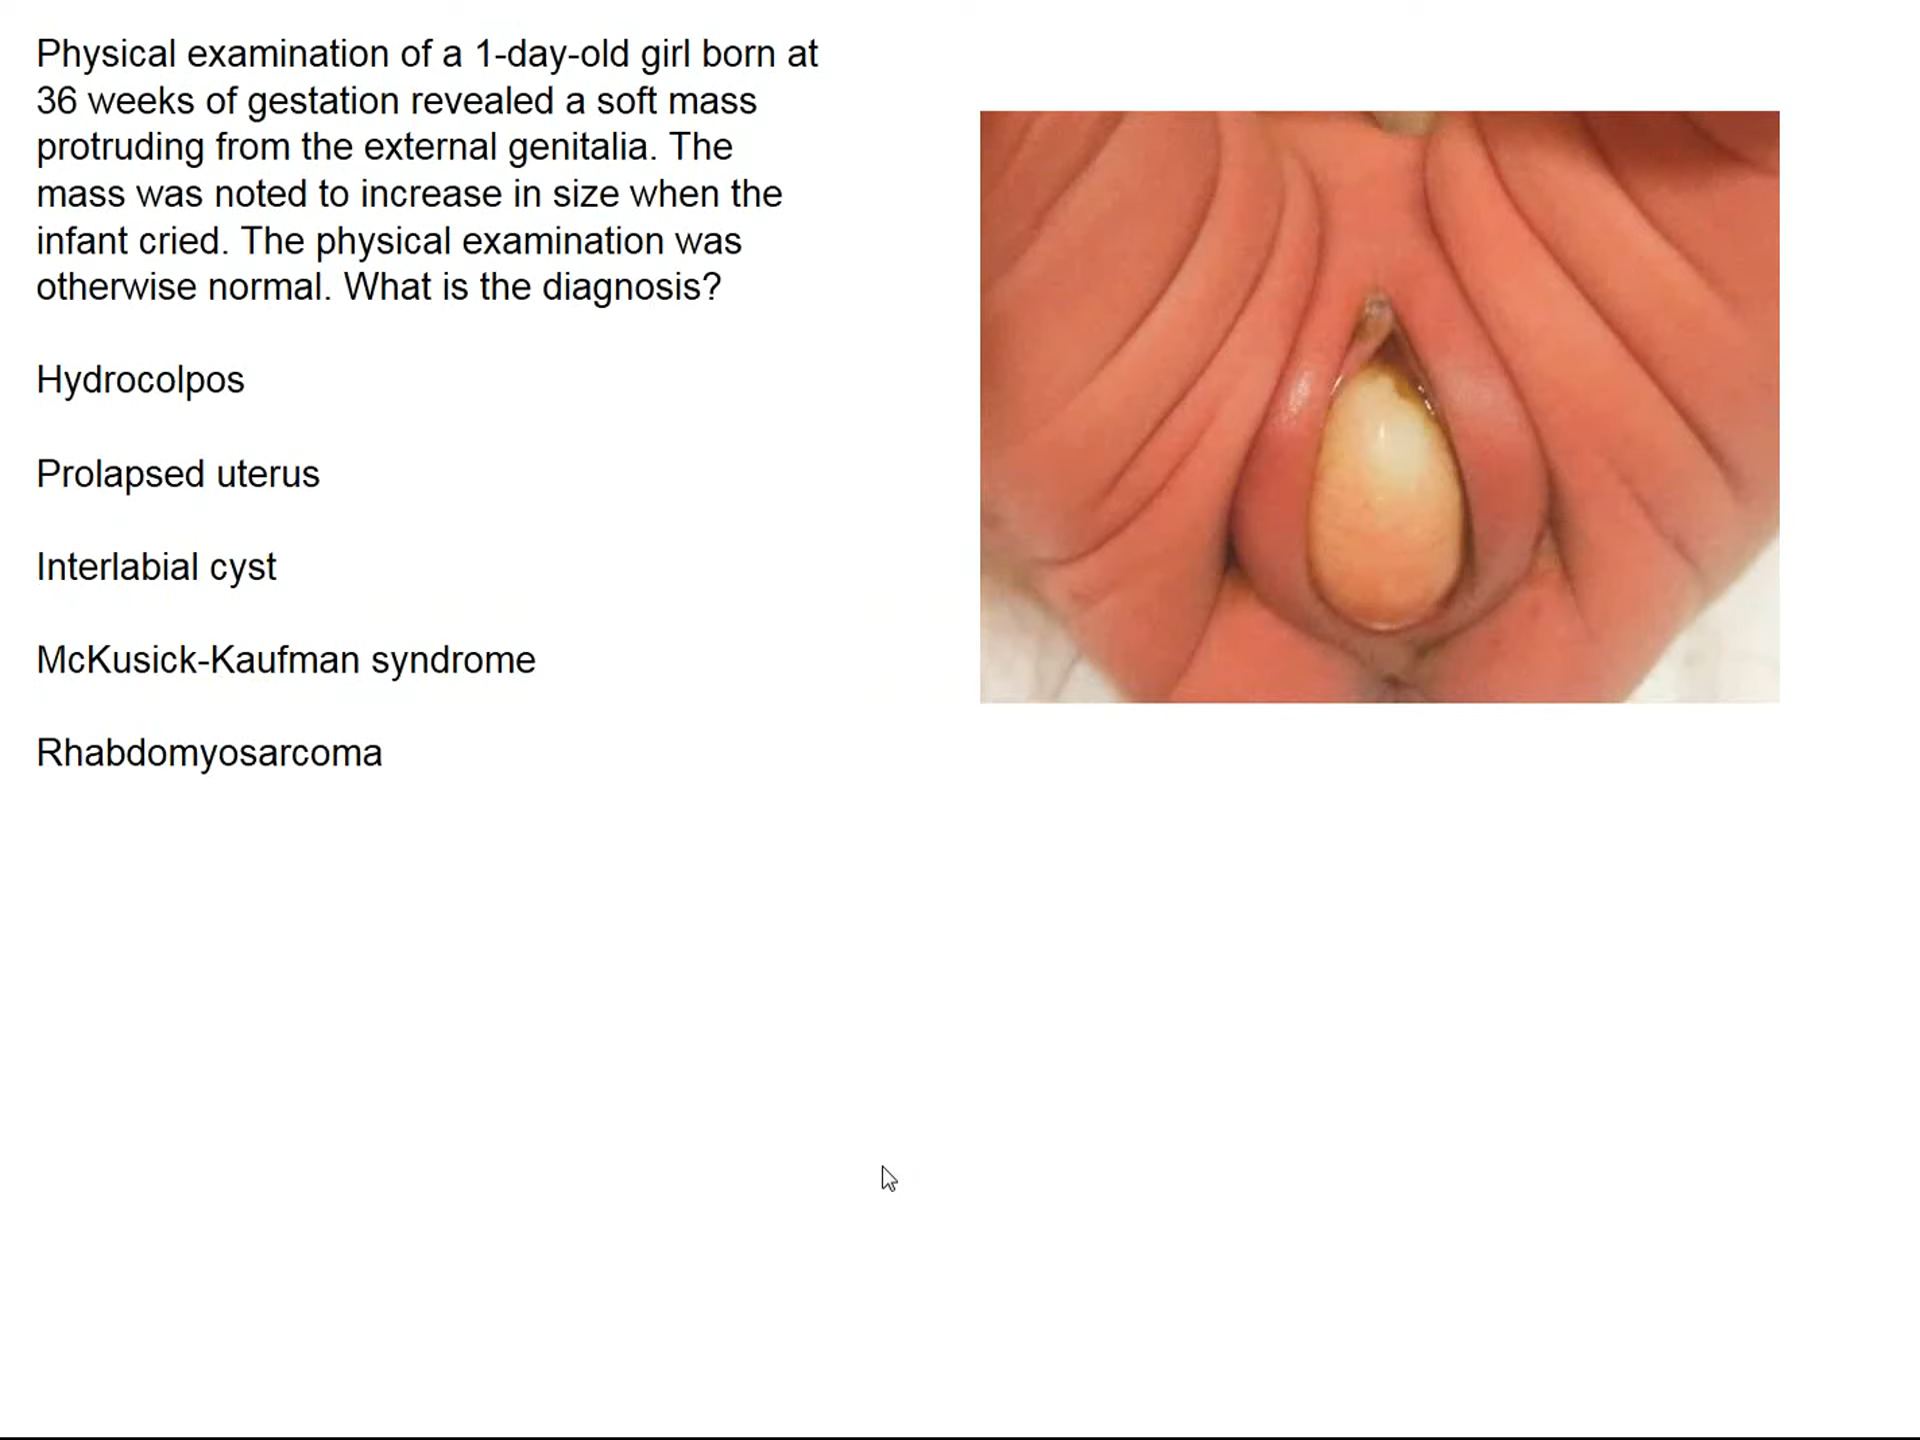 Physical examination of a 1-day-old girl born at
36 weeks of gestation revealed a soft mass
protruding from the external genitalia. The
mass was noted to increase in size when the
infant cried. The physical examination was
otherwise normal. What is the diagnosis?
Hydrocolpos
Prolapsed uterus
Interlabial cyst
McKusick-Kaufman syndrome
Rhabdomyosarcoma